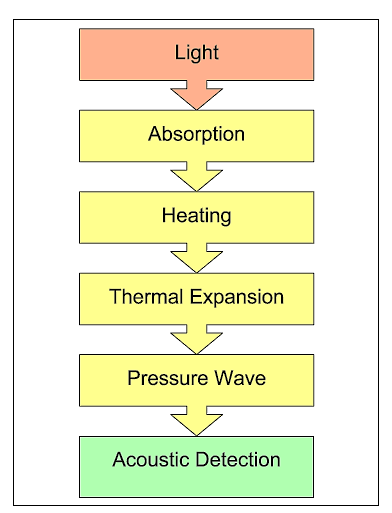 Light
Absorption
Heating
Thermal Expansion
Pressure Wave
Acoustic Detection